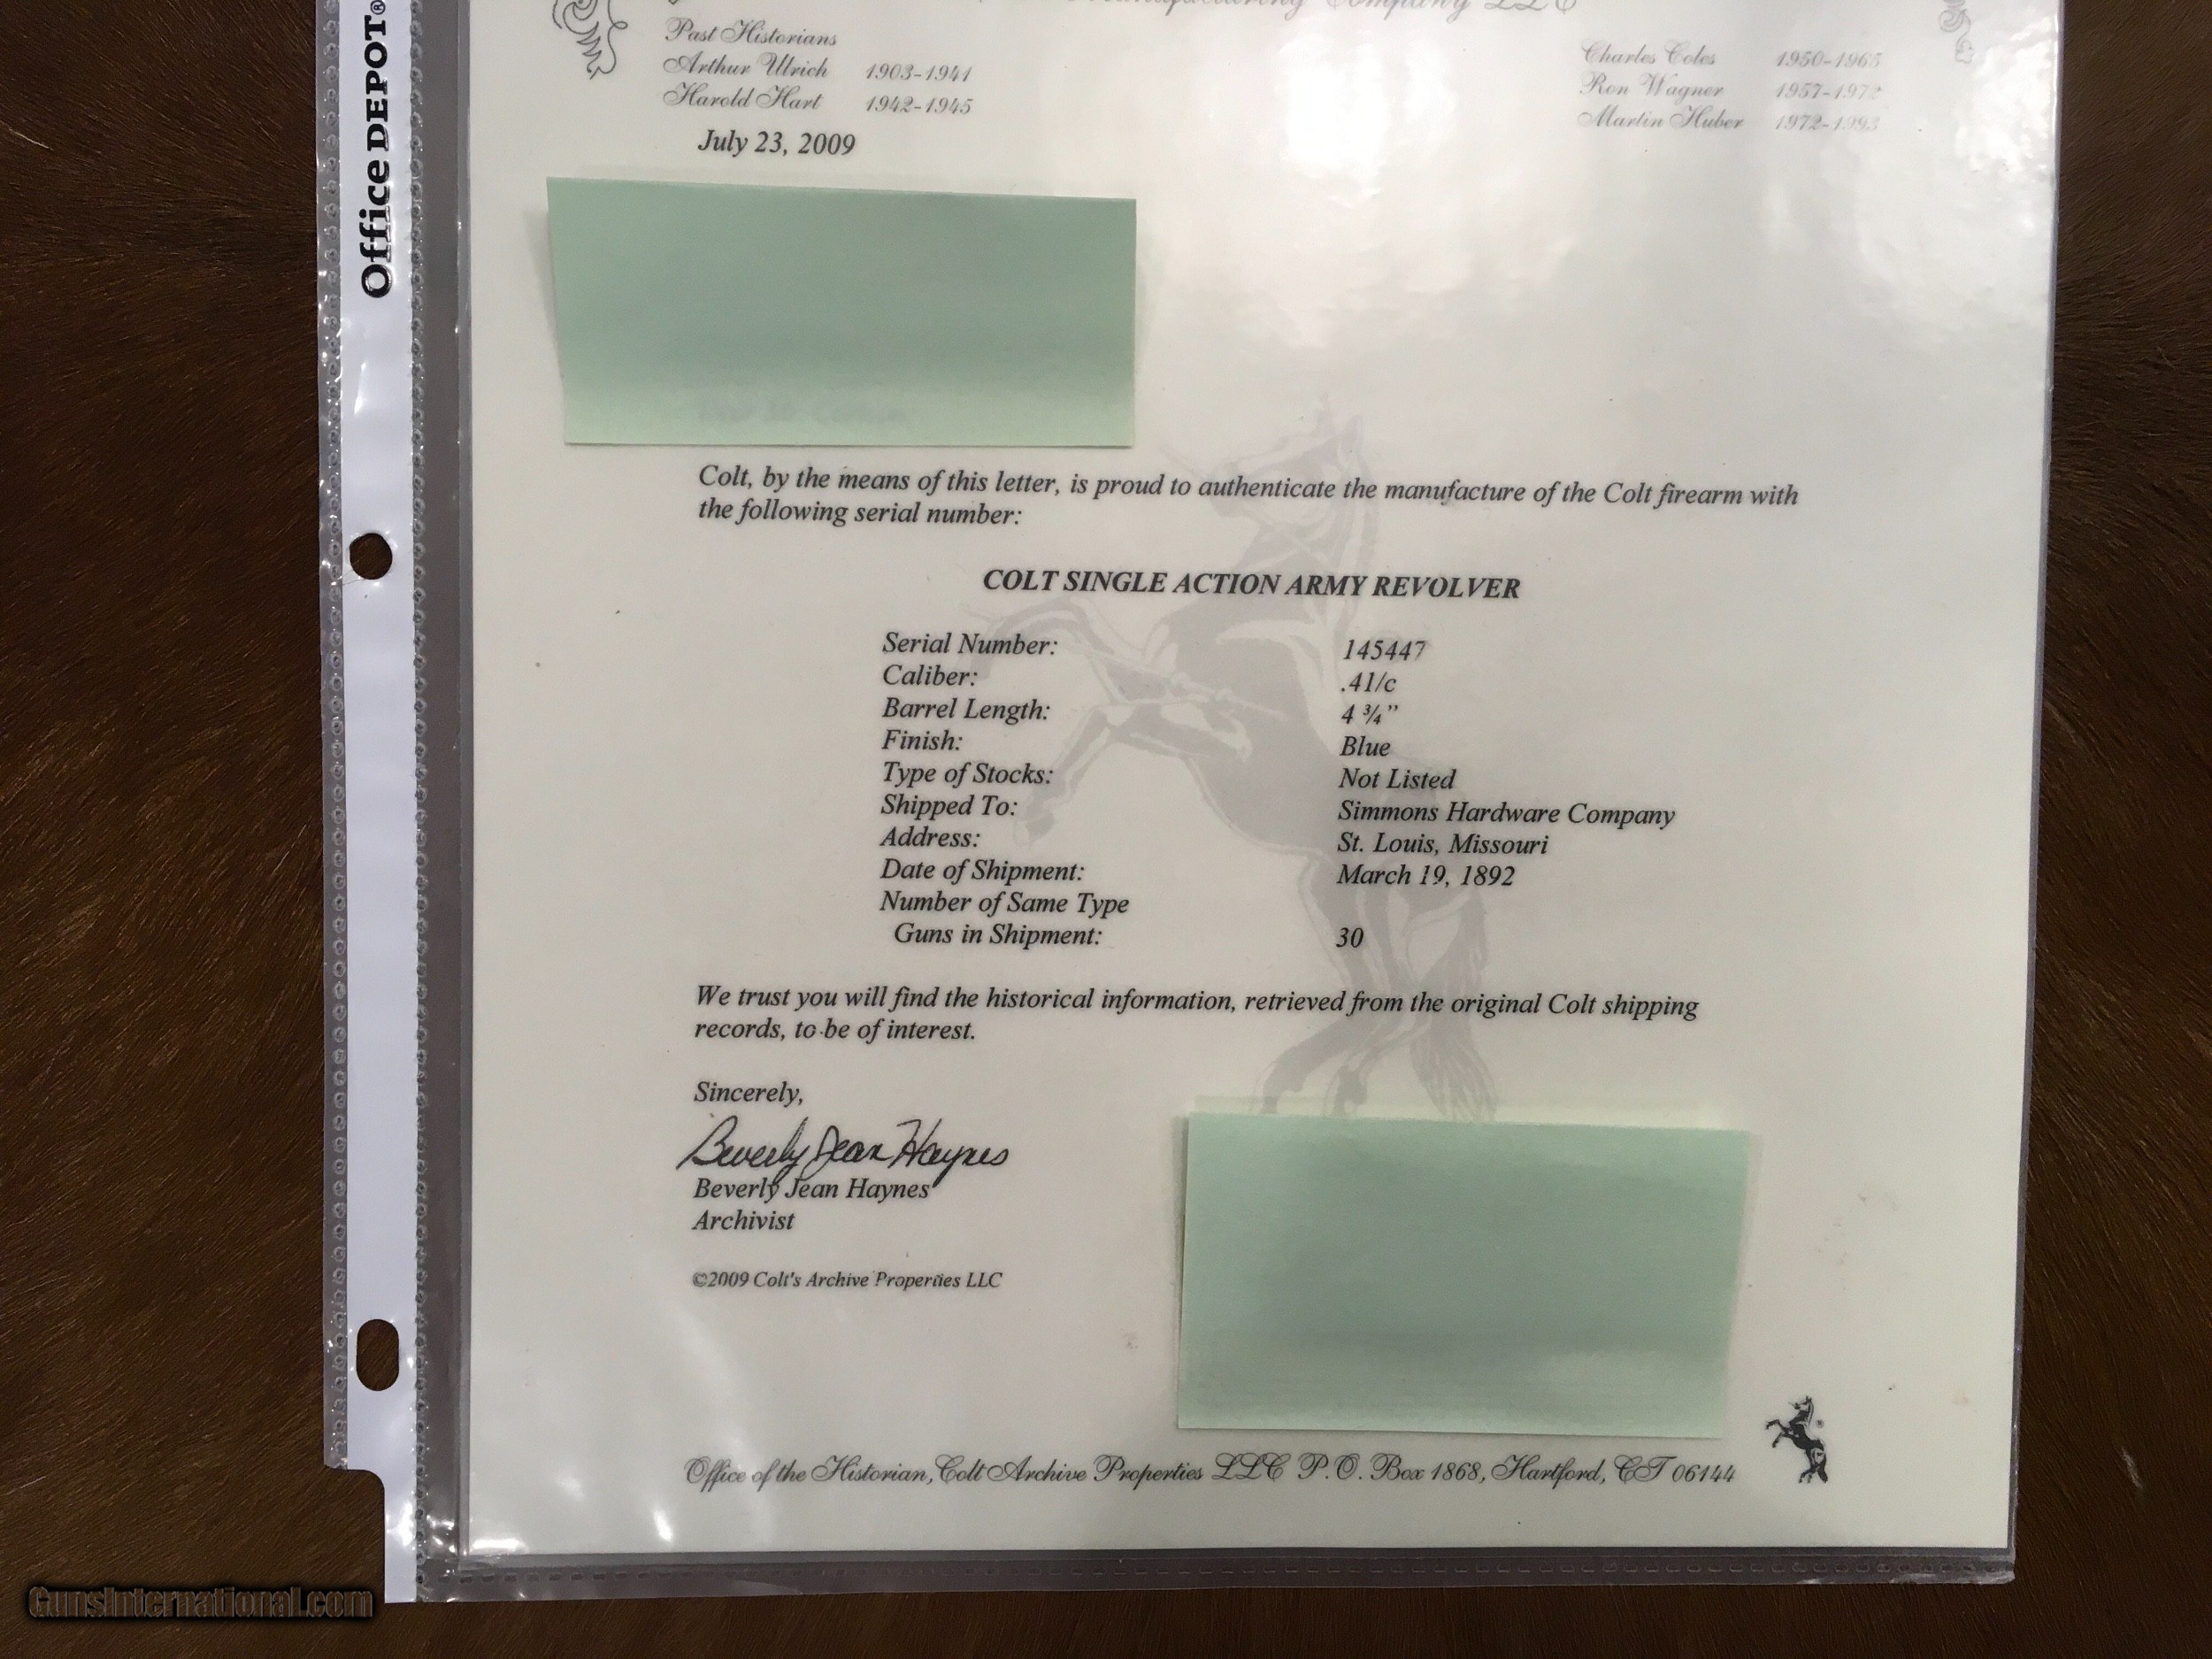 Office DEPOT®
Manufacturing Company LLC
Past Historians
Arthur Ulrich 1903-1941
Harold Hart 1942-1945
Charles Coles 1950-1965
Ron Wagner 1957-1972
Martin Huber 1972-1993
July 23, 2009
Colt, by the means of this letter, is proud to authenticate the manufacture of the Colt firearm with
the following serial number:
COLT SINGLE ACTION ARMY REVOLVER
Serial Number: 145447
Caliber: .41/c
Barrel Length: 4 ¾”
Finish: Blue
Type of Stocks: Not Listed
Shipped To: Simmons Hardware Company
Address: St. Louis, Missouri
Date of Shipment: March 19, 1892
Number of Same Type
Guns in Shipment: 30
We trust you will find the historical information, retrieved from the original Colt shipping
records, to be of interest.
Sincerely,
Beverly Jean Haynes
Beverly Jean Haynes
Archivist
©2009 Colt's Archive Properties LLC
Office of the Historian, Colt Archive Properties LLC P.O. Box 1868, Hartford, CT 06144
GunsInternational.com